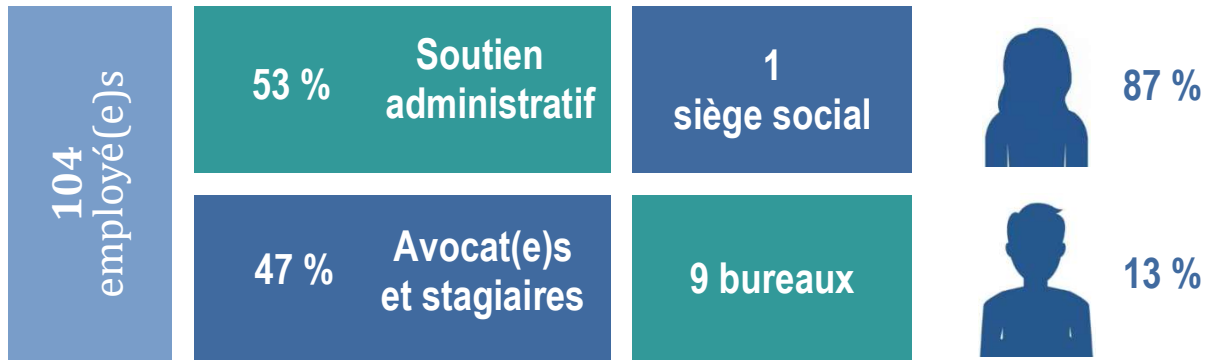 104
employé(e)s
53 %
Soutien
administratif
1
siège social
87 %
47 %
Avocat(e)s
et stagiaires
9 bureaux
13 %